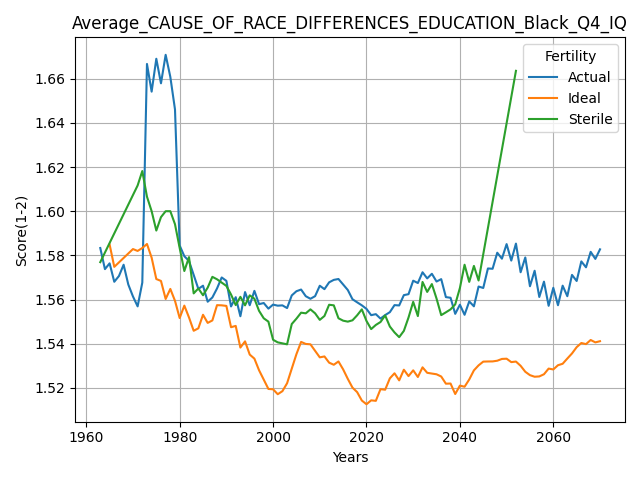 Average_CAUSE_OF_RACE_DIFFERENCES_EDUCATION_Black_Q4_IQ
Fertility
Actual
Ideal
Sterile
Score(1-2)
1.66
1.64
1.62
1.60
1.58
1.56
1.54
1.52
1960
1980
2000
2020
2040
2060
Years